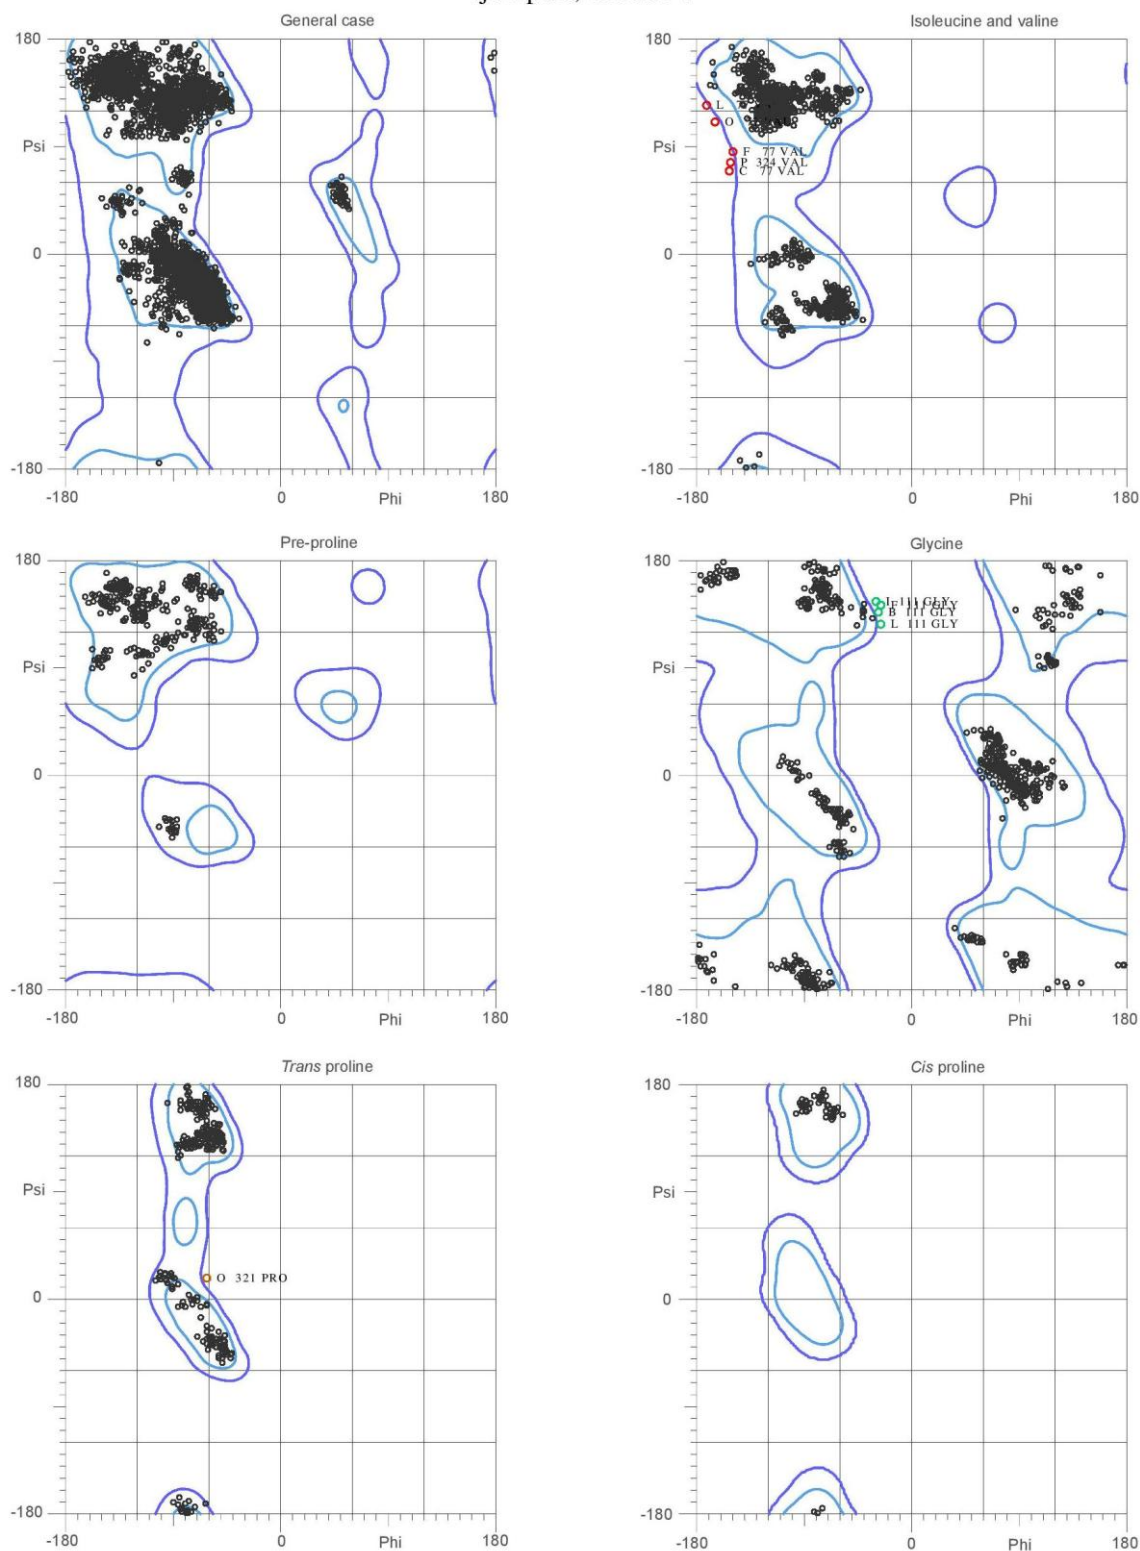 General case
Isoleucine and valine
180
180
L
O
Psi
Psi
F 77 VAL
P 324 VAL
C 77 VAL
0
0
-180
-180
-180
0
Phi
180
-180
0
Phi
180
Pre-proline
Glycine
180
180
111 GLY
B 111 GLY
L 111 GLY
Psi
Psi
0
0
-180
-180
-180
0
Phi
180
-180
0
Phi
180
Trans proline
Cis proline
180
180
Psi
Psi
O 321 PRO
0
0
-180
-180
-180
0
Phi
180
-180
0
Phi
180